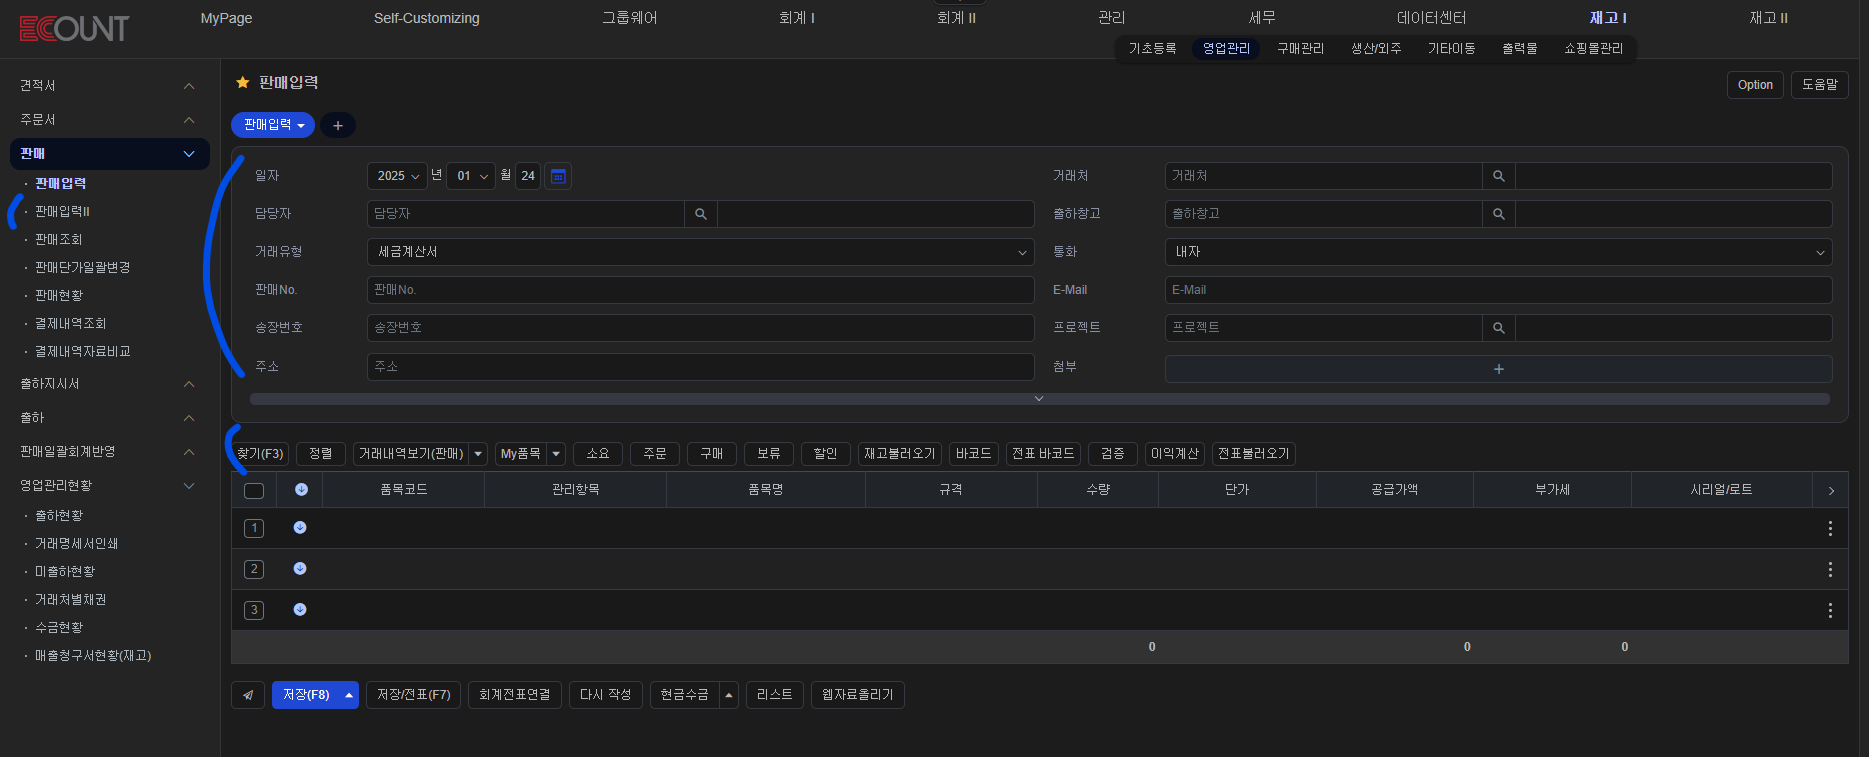 ECOUNT
MyPage
Self-Customizing
그룹웨어
회계 I
회계 II
관리
세무
데이터센터
재고 I
재고 II
기초등록
영업관리
구매관리
생산/외주
기타이동
출력물
쇼핑몰관리
견적서
주문서
판매
· 판매입력
· 판매입력II
· 판매조회
· 판매단가일괄변경
· 판매현황
· 결제내역조회
· 결제내역자료비교
출하지시서
출하
판매일괄회계반영
영업관리현황
· 출하현황
· 거래명세서인쇄
· 미출하현황
· 거래처별채권
· 수금현황
· 매출청구서현황(재고)
판매입력
Option
도움말
판매입력
+
일자
2025 년 01 월 24
거래처
거래처
담당자
담당자
출하창고
출하창고
거래유형
세금계산서
통화
내자
판매No.
판매No.
E-Mail
E-Mail
송장번호
송장번호
프로젝트
프로젝트
주소
주소
첨부
+
찾기(F3) 정렬 거래내역보기(판매) My품목 소요 주문 구매 보류 할인 재고불러오기 바코드 전표 바코드 검증 이익계산 전표불러오기
품목코드 관리항목 품목명 규격 수량 단가 공급가액 부가세 시리얼/로트
1
2
3
0 0 0
저장(F8) 저장/전표(F7) 회계전표연결 다시 작성 현금수금 리스트 웹자료올리기